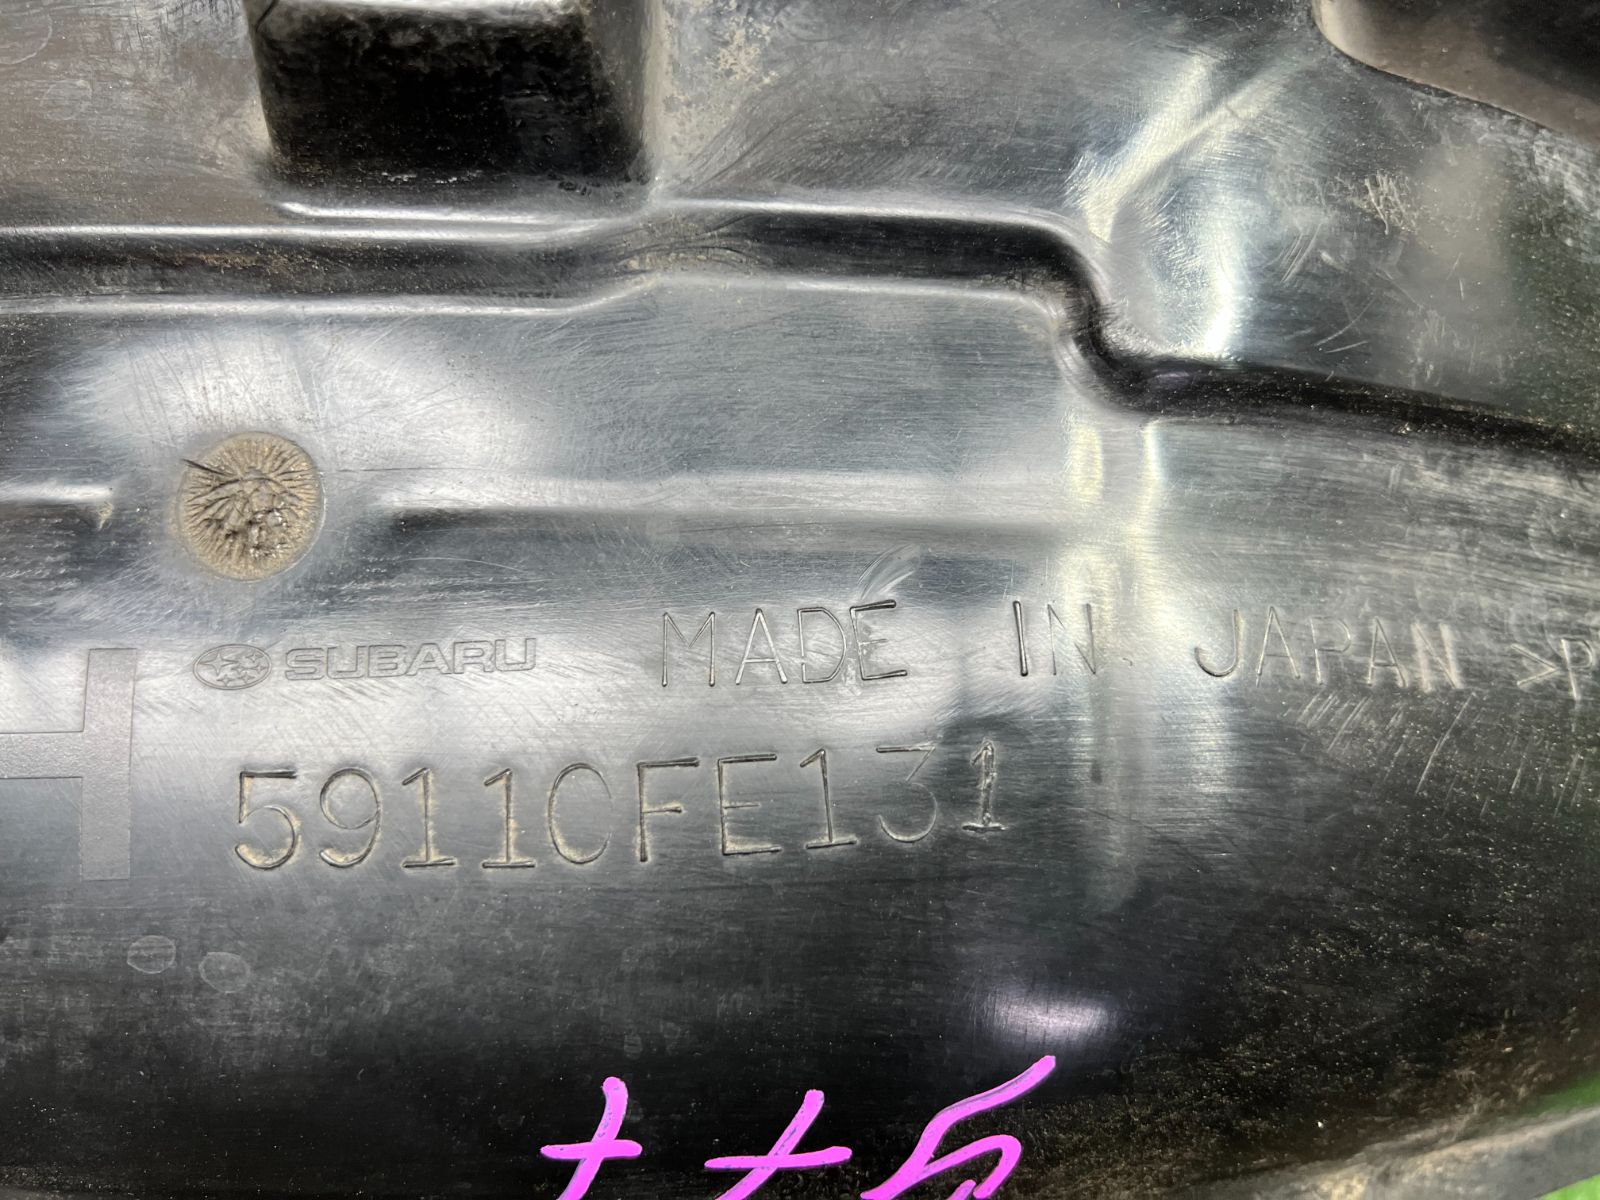 SUBARU MADE IN JAPAN >P
H
59110FE131